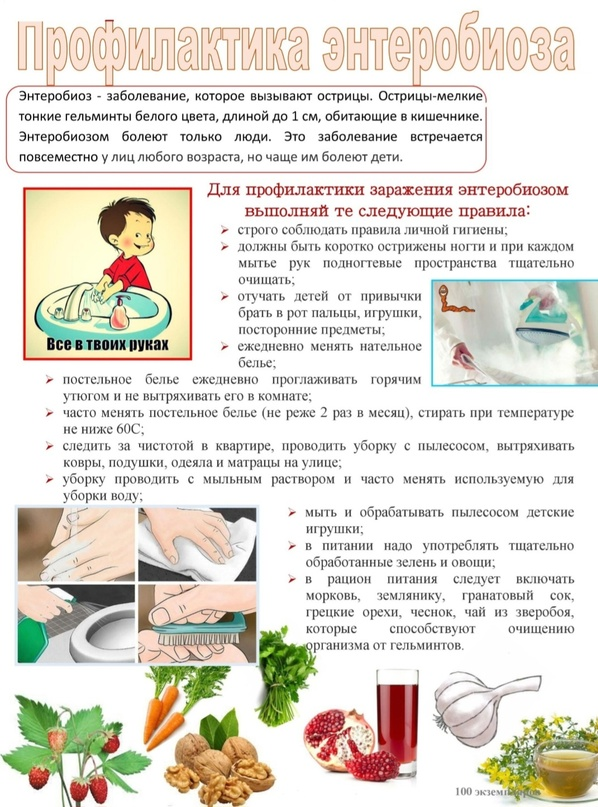 Профилактика энтеробиоза
Энтеробиоз - заболевание, которое вызывают острицы. Острицы-мелкие
тонкие гельминты белого цвета, длиной до 1 см, обитающие в кишечнике.
Энтеробиозом болеют только люди. Это заболевание встречается
повсеместно у лиц любого возраста, но чаще им болеют дети.
Для профилактики заражения энтеробиозом
выполняй те следующие правила:
➢ строго соблюдать правила личной гигиены;
➢ должны быть коротко острижены ногти и при каждом
мытье рук подногтевые пространства тщательно
очищать;
➢ отучать детей от привычки
брать в рот пальцы, игрушки,
посторонние предметы;
➢ ежедневно менять нательное
белье;
Все в твоих руках
➢ постельное белье ежедневно проглаживать горячим
утюгом и не вытряхивать его в комнате;
➢ часто менять постельное белье (не реже 2 раз в месяц), стирать при температуре
не ниже 60С;
➢ следить за чистотой в квартире, проводить уборку с пылесосом, вытряхивать
ковры, подушки, одеяла и матрацы на улице;
➢ уборку проводить с мыльным раствором и часто менять используемую для
уборки воду;
➢ мыть и обрабатывать пылесосом детские
игрушки;
➢ в питании надо употреблять тщательно
обработанные зелень и овощи;
➢ в рацион питания следует включать
морковь, землянику, гранатовый сок,
грецкие орехи, чеснок, чай из зверобоя,
которые способствуют очищению
организма от гельминтов.
100 экземпляров